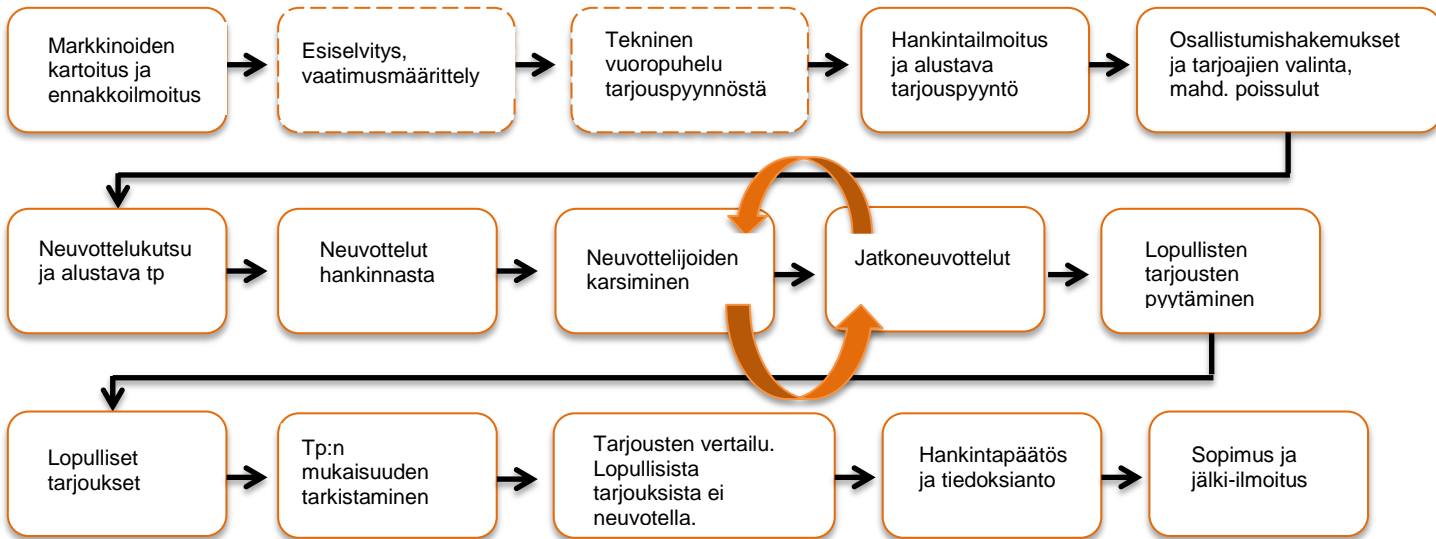 Markkinoiden
kartoitus ja
ennakkoilmoitus
Esiselvitys,
vaatimusmäärittely
Tekninen
vuoropuhelu
tarjouspyynnöstä
Hankintailmoitus
ja alustava
tarjouspyyntö
Osallistumishakemukset
ja tarjoajien valinta,
mahd. poissulut
Neuvottelukutsu
ja alustava tp
Neuvottelut
hankinnasta
Neuvottelijoiden
karsiminen
Jatkoneuvottelut
Lopullisten
tarjousten
pyytäminen
Lopulliset
tarjoukset
Tp:n
mukaisuuden
tarkistaminen
Tarjousten vertailu.
Lopullisista
tarjouksista ei
neuvotella.
Hankintapäätös
ja tiedoksianto
Sopimus ja
jälki-ilmoitus